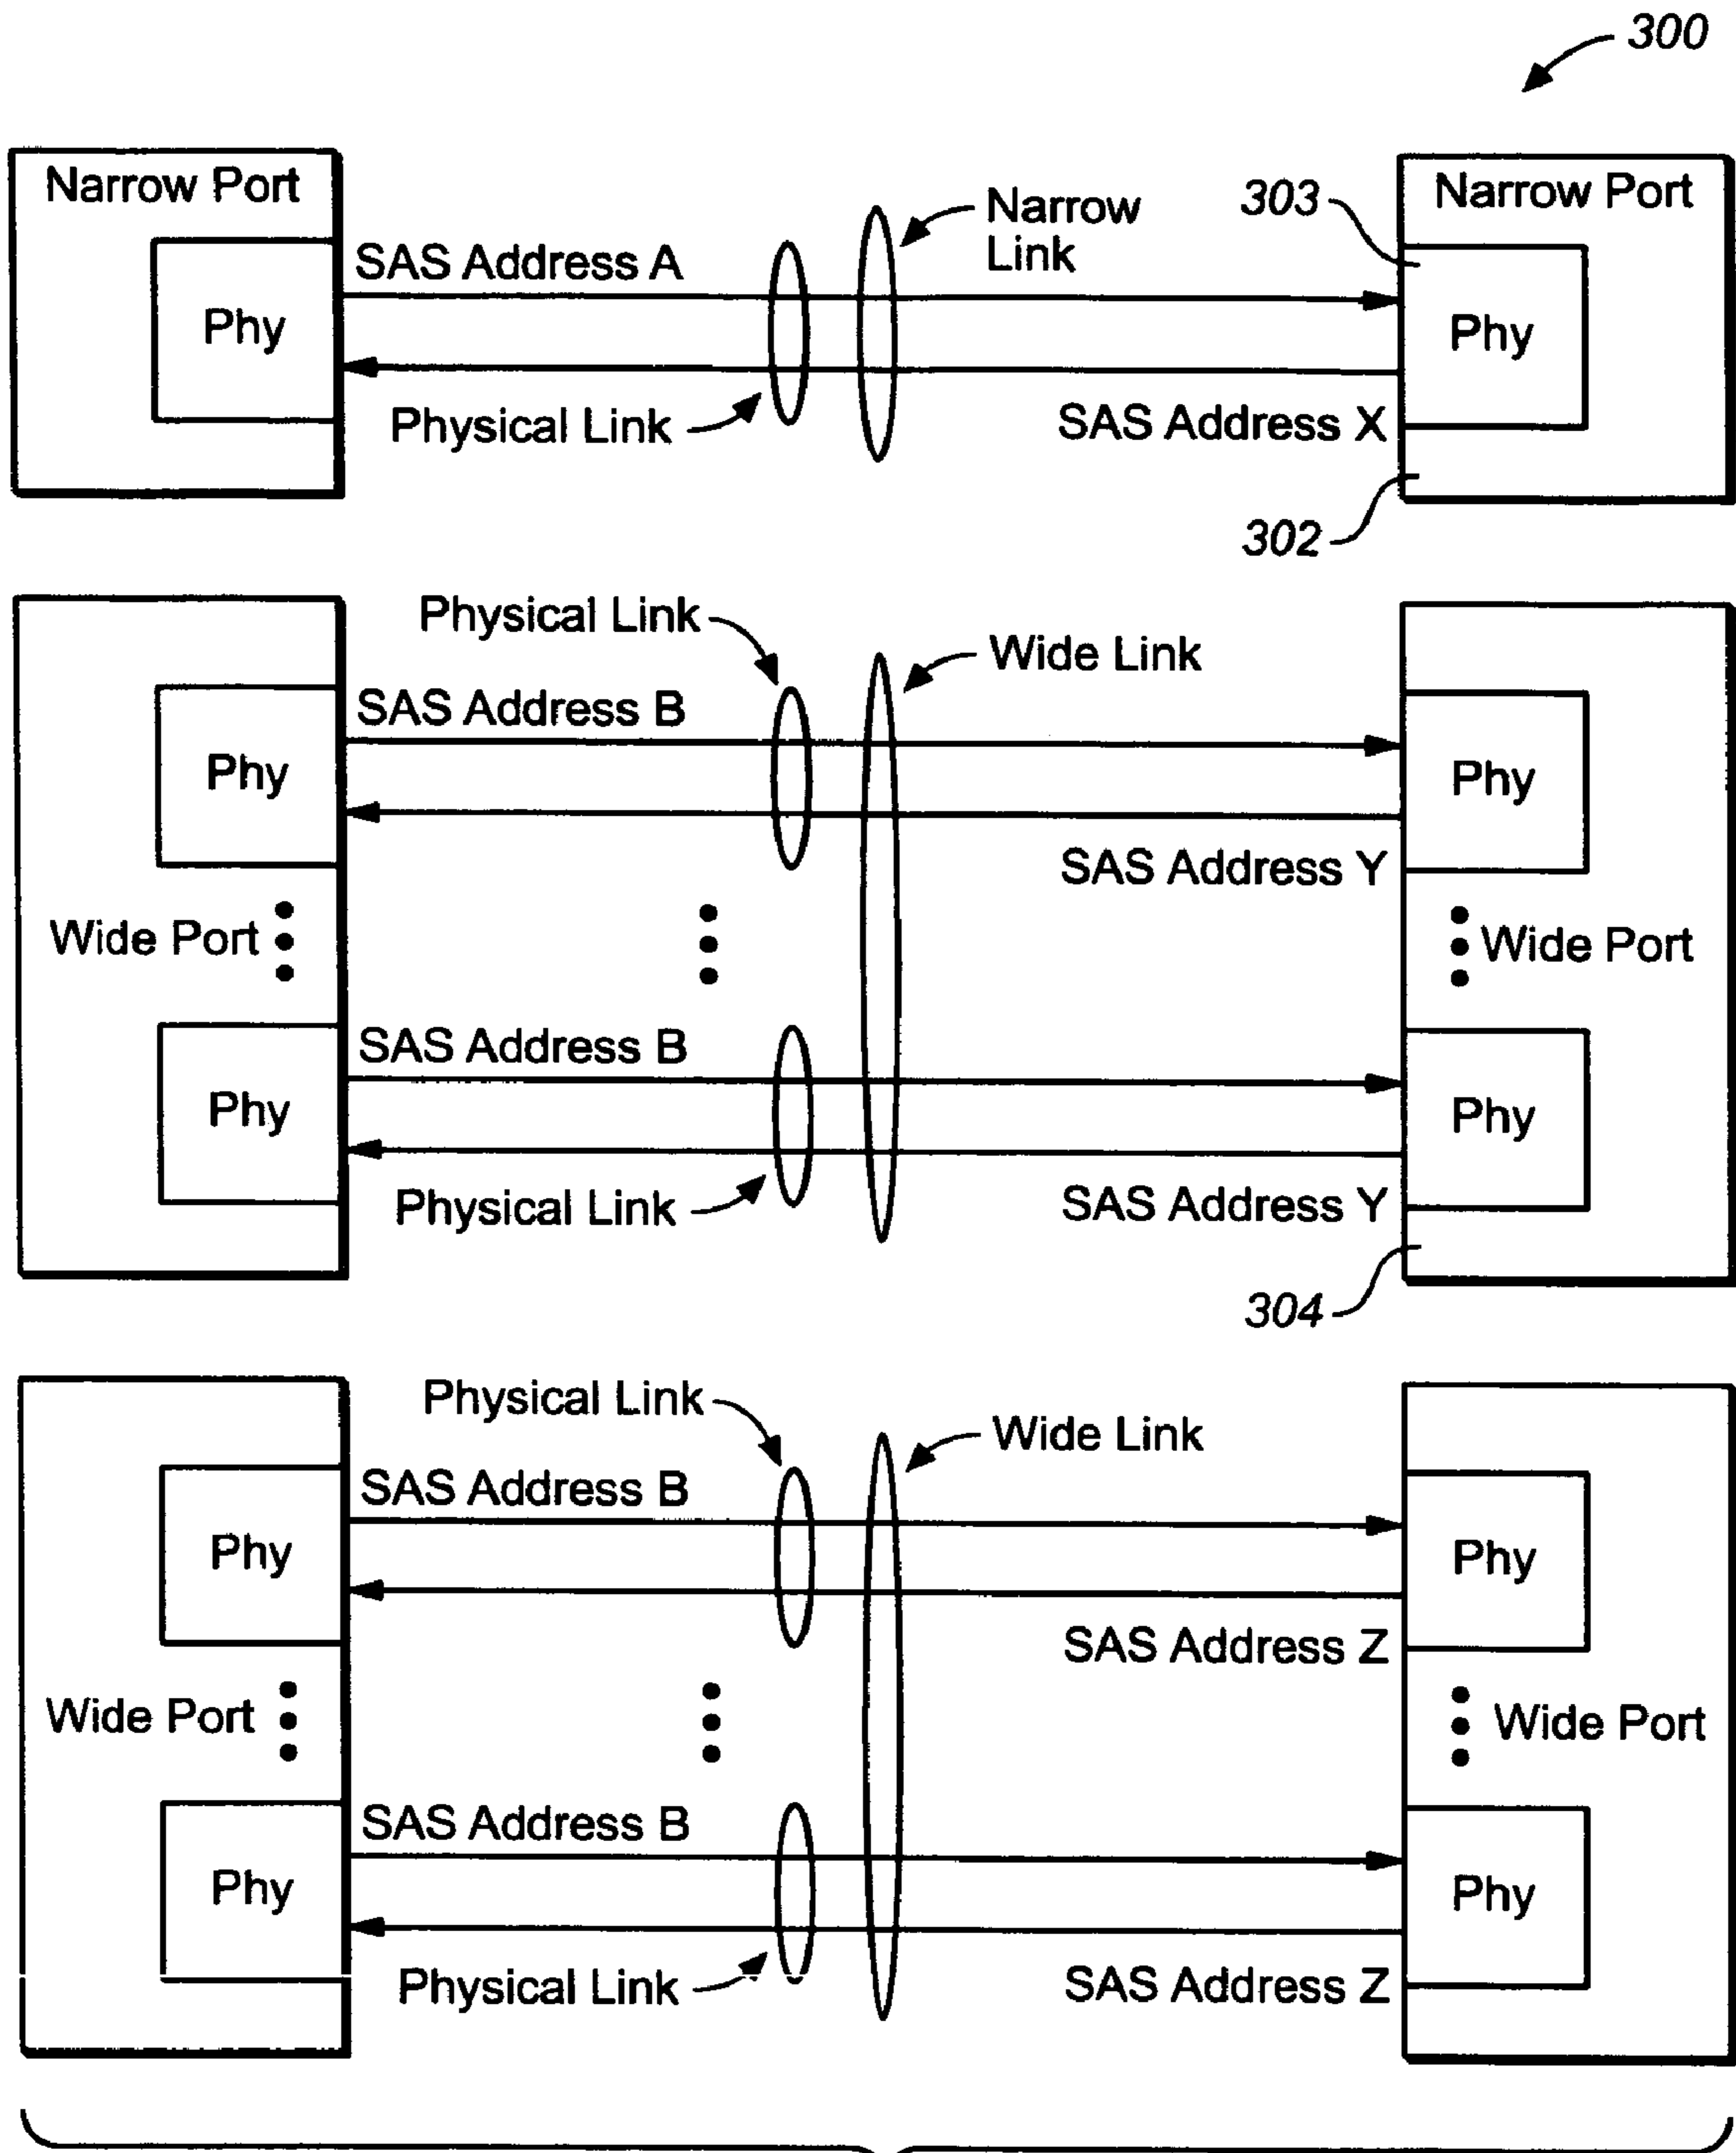 300
Narrow Port
Phy
SAS Address A
Physical Link
Narrow
Link
303
Narrow Port
Phy
SAS Address X
302
Physical Link
Wide Link
SAS Address B
Phy
Phy
SAS Address Y
Wide Port
Wide Port
SAS Address B
Phy
Phy
Physical Link
SAS Address Y
304
Physical Link
Wide Link
SAS Address B
Phy
Phy
SAS Address Z
Wide Port
Wide Port
SAS Address B
Phy
Phy
Physical Link
SAS Address Z